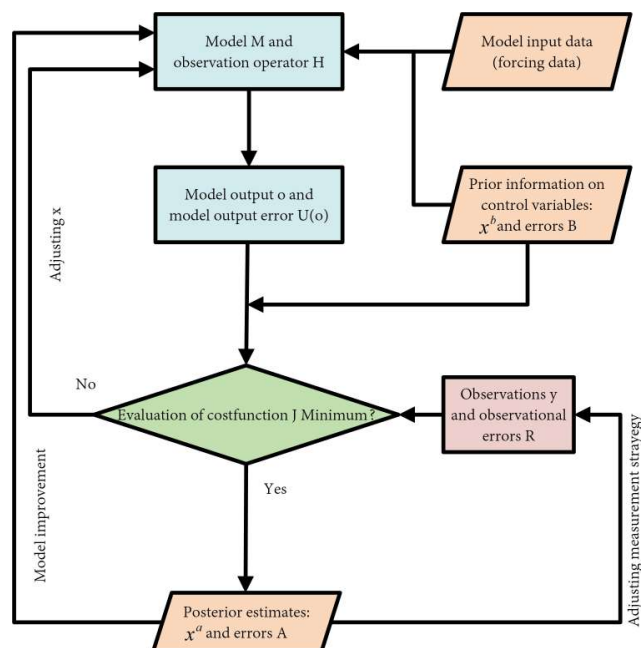 Model M and
observation operator H
Model input data
(forcing data)
Model output o and
model output error U(o)
Prior information on
control variables:
x^b and errors B
Adjusting x
No
Evaluation of costfunction J Minimum?
Observations y
and observational
errors R
Yes
Model improvement
Adjusting measurement strayegy
Posterior estimates:
x^a and errors A